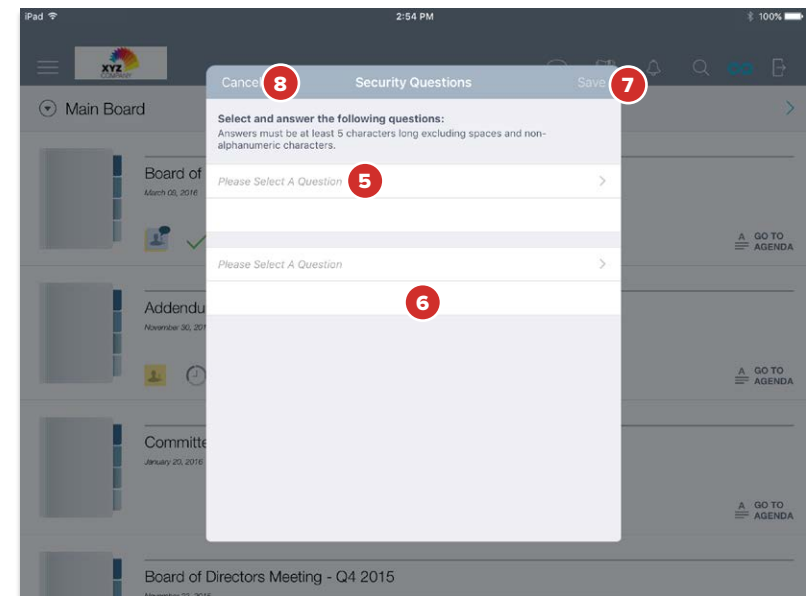 iPad 2:54 PM 100%
XYZ
COMPANY
Cancel 8 Security Questions Save 7
Main Board
Select and answer the following questions:
Answers must be at least 5 characters long excluding spaces and non-
alphanumeric characters.
Board of
March 03, 2016
Please Select A Question 5
A GO TO
AGENDA
Please Select A Question
6
Addendu
November 30, 201
A GO TO
AGENDA
Committe
January 20, 2016
A GO TO
AGENDA
Board of Directors Meeting - Q4 2015